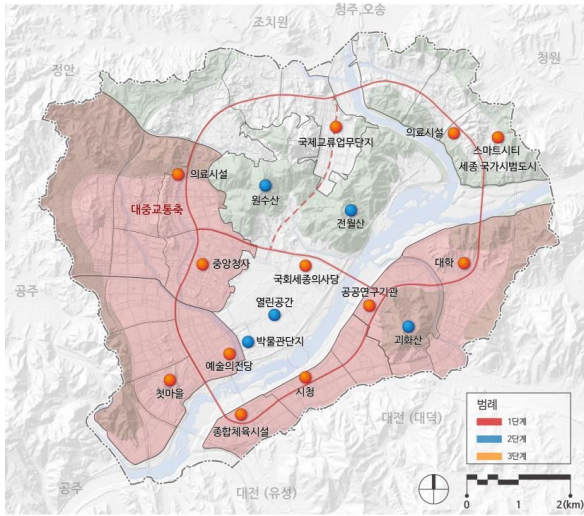 청주 오송
조치원
정안
청원
국제교류업무단지
의료시설
스마트시티
세종 국가시범도시
의료시설
원수산
대중교통축
전월산
중앙청사
국회세종의사당
대학
공공연구기관
공주
열린공간
박물관단지
괴화산
예술의전당
첫마을
시청
종합체육시설
대전 (대덕)
범례
1단계
2단계
3단계
공주
대전 (유성)
0 1 2(km)